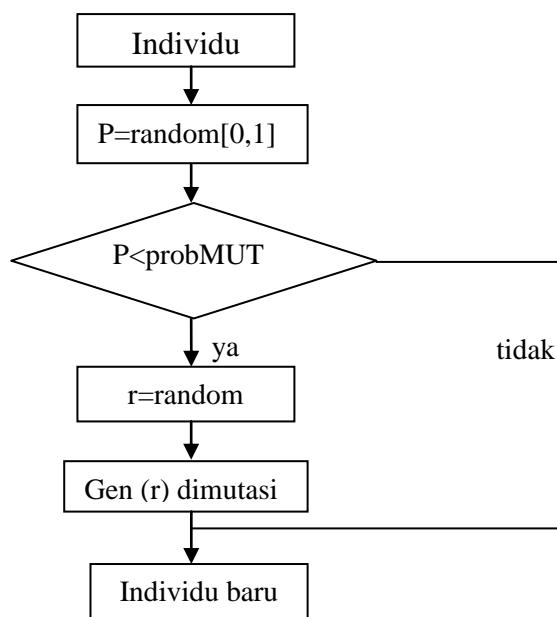 Individu
P=random[0,1]
P<probMUT
ya
tidak
r=random
Gen (r) dimutasi
Individu baru